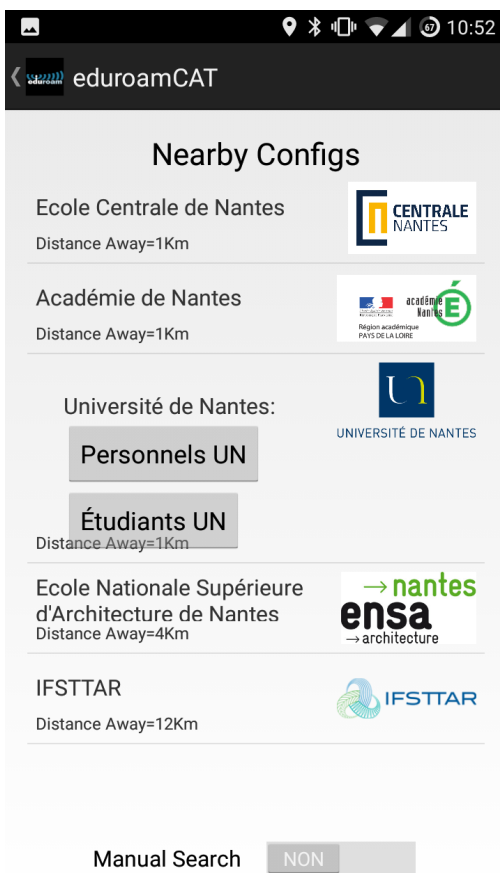 67 10:52
eduroam eduroamCAT
Nearby Configs
Ecole Centrale de Nantes
Distance Away=1Km
CENTRALE
NANTES
Académie de Nantes
Distance Away=1Km
académie
Nantes
É
Région académique
PAYS DE LA LOIRE
Université de Nantes:
UNIVERSITÉ DE NANTES
Personnels UN
Étudiants UN
Distance Away=1Km
Ecole Nationale Supérieure
d'Architecture de Nantes
Distance Away=4Km
→nantes
ensa
→architecture
IFSTTAR
Distance Away=12Km
IFSTTAR
Manual Search NON